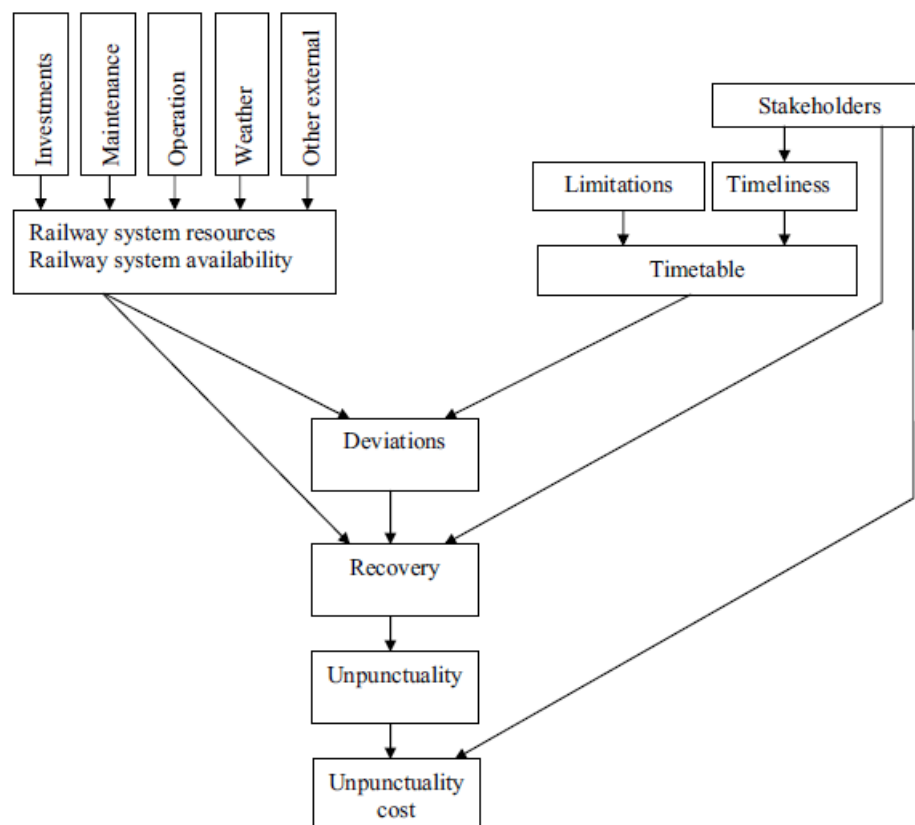 Investments
Maintenance
Operation
Weather
Other external
Stakeholders
Limitations
Timeliness
Railway system resources
Railway system availability
Timetable
Deviations
Recovery
Unpunctuality
Unpunctuality
cost